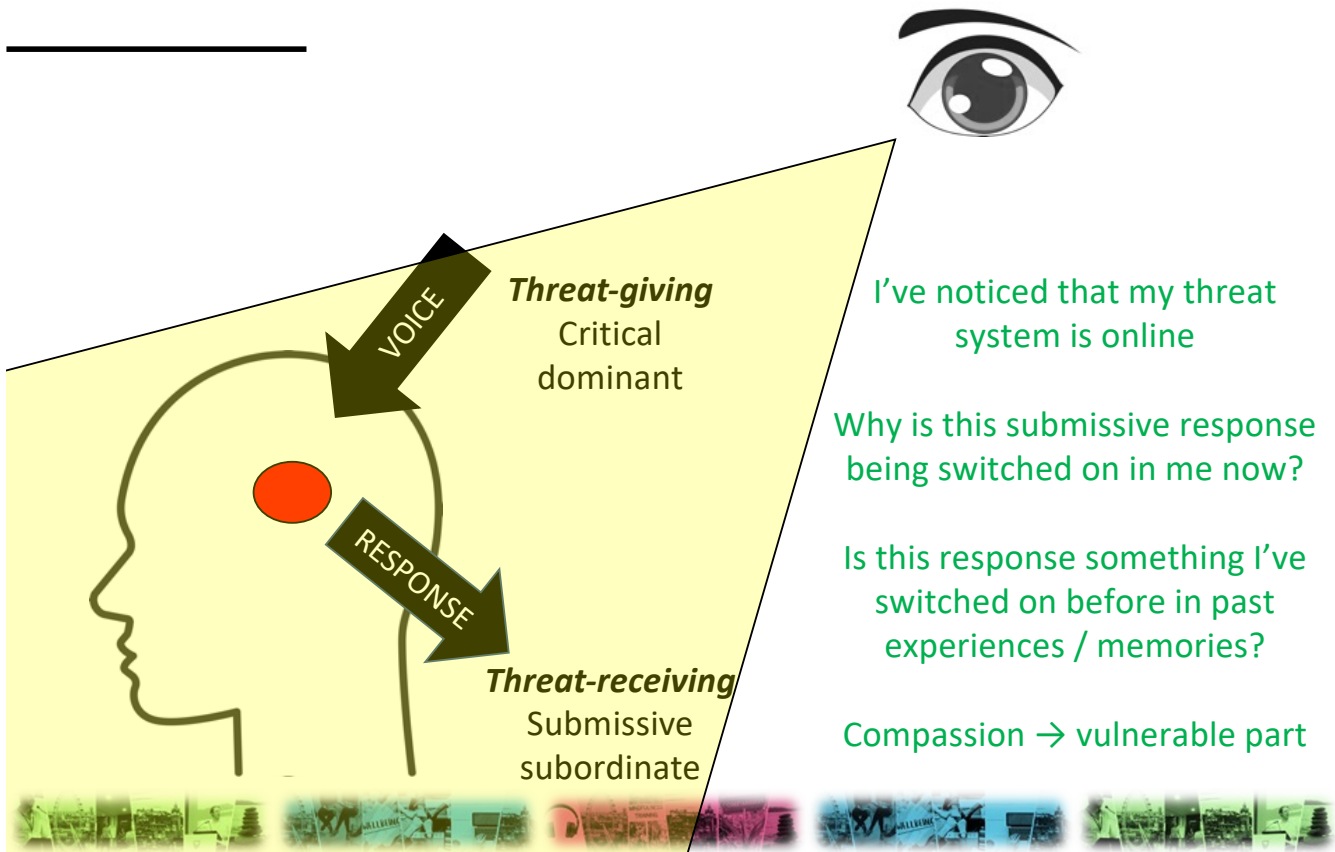 VOICE
Threat-giving
Critical
dominant
RESPONSE
Threat-receiving
Submissive
subordinate
I’ve noticed that my threat
system is online
Why is this submissive response
being switched on in me now?
Is this response something I’ve
switched on before in past
experiences / memories?
Compassion → vulnerable part